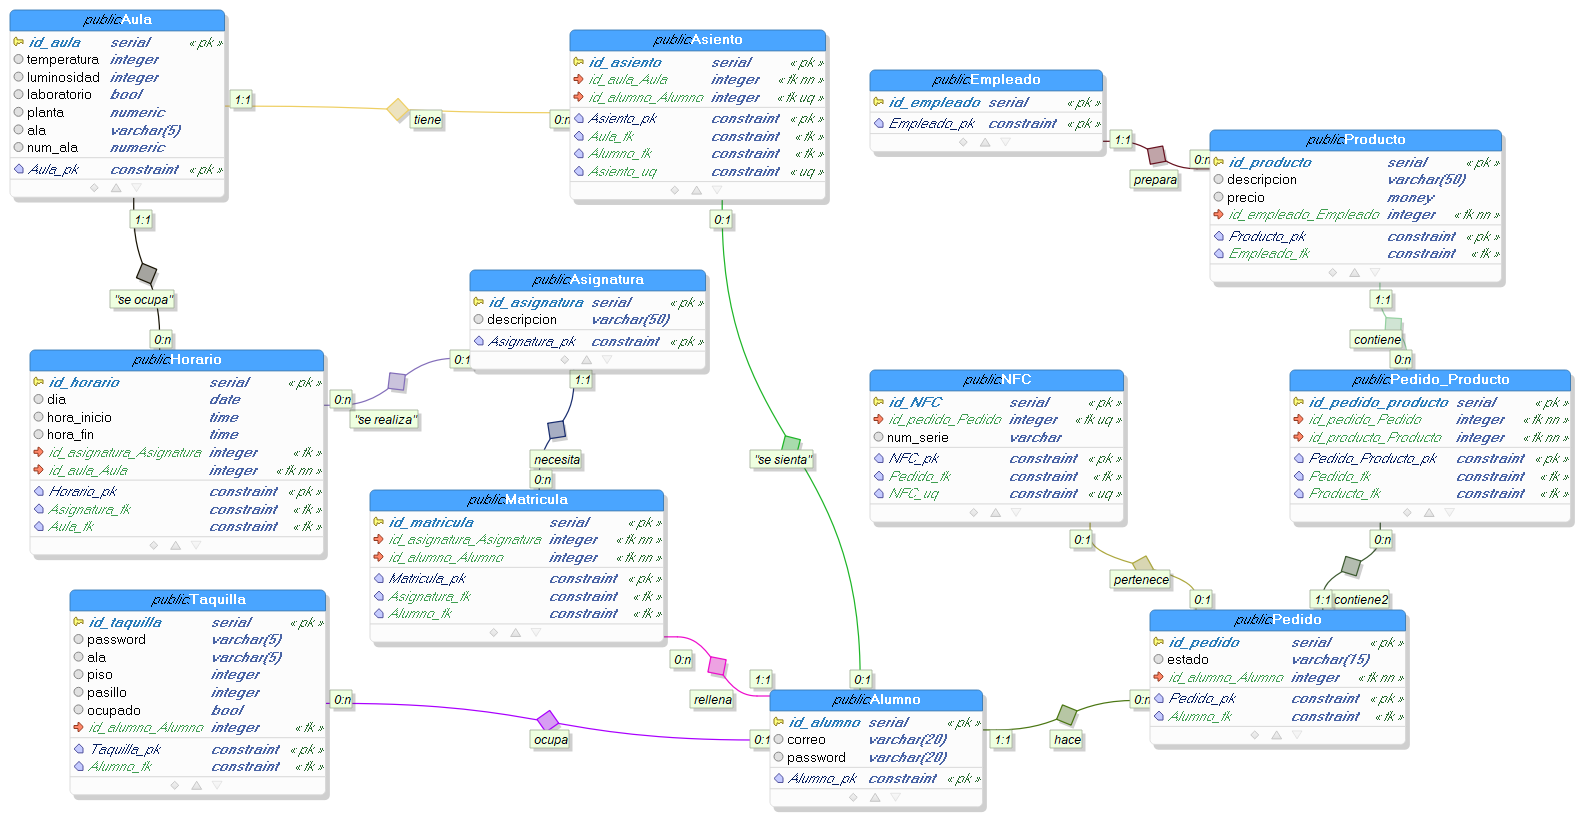 public.Aula
id_aula serial « pk »
temperatura integer
luminosidad integer
laboratorio bool
planta numeric
ala varchar(5)
num_ala numeric
Aula_pk constraint « pk »
1:1
tiene
0:n
public.Asiento
id_asiento serial « pk »
id_aula_Aula integer « fk nn »
id_alumno_Alumno integer « fk uq »
Asiento_pk constraint « pk »
Aula_fk constraint « fk »
Alumno_fk constraint « fk »
Asiento_uq constraint « uq »
public.Empleado
id_empleado serial « pk »
Empleado_pk constraint « pk »
1:1
prepara
0:n
public.Producto
id_producto serial « pk »
descripcion varchar(50)
precio money
id_empleado_Empleado integer « fk nn »
Producto_pk constraint « pk »
Empleado_fk constraint « fk »
1:1
"se ocupa"
0:n
0:1
"se sienta"
0:1
1:1
contiene
0:n
public.Asignatura
id_asignatura serial « pk »
descripcion varchar(50)
Asignatura_pk constraint « pk »
public.Horario
id_horario serial « pk »
dia date
hora_inicio time
hora_fin time
id_asignatura_Asignatura integer « fk »
id_aula_Aula integer « fk nn »
Horario_pk constraint « pk »
Asignatura_fk constraint « fk »
Aula_fk constraint « fk »
0:1
0:n
"se realiza"
1:1
necesita
0:n
public.NFC
id_NFC serial « pk »
id_pedido_Pedido integer « fk uq »
num_serie varchar
NFC_pk constraint « pk »
Pedido_fk constraint « fk »
NFC_uq constraint « uq »
public.Pedido_Producto
id_pedido_producto serial « pk »
id_pedido_Pedido integer « fk nn »
id_producto_Producto integer « fk nn »
Pedido_Producto_pk constraint « pk »
Pedido_fk constraint « fk »
Producto_fk constraint « fk »
public.Matricula
id_matricula serial « pk »
id_asignatura_Asignatura integer « fk nn »
id_alumno_Alumno integer « fk nn »
Matricula_pk constraint « pk »
Asignatura_fk constraint « fk »
Alumno_fk constraint « fk »
0:1
pertenece
0:1
0:n
1:1
contiene2
public.Taquilla
id_taquilla serial « pk »
password varchar(5)
ala varchar(5)
piso integer
pasillo integer
ocupado bool
id_alumno_Alumno integer « fk »
Taquilla_pk constraint « pk »
Alumno_fk constraint « fk »
0:n
rellena
1:1
0:n
ocupa
0:1
public.Alumno
id_alumno serial « pk »
correo varchar(20)
password varchar(20)
Alumno_pk constraint « pk »
1:1
hace
0:n
public.Pedido
id_pedido serial « pk »
estado varchar(15)
id_alumno_Alumno integer « fk nn »
Pedido_pk constraint « pk »
Alumno_fk constraint « fk »